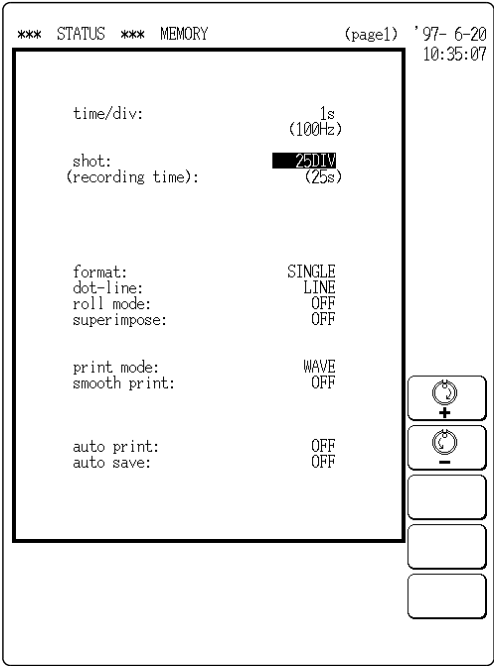 *** STATUS *** MEMORY (page1) '97- 6-20
10:35:07
time/div: 1s
(100Hz)
shot: 25DIV
(recording time): (25s)
format: SINGLE
dot-line: LINE
roll mode: OFF
superimpose: OFF
print mode: WAVE
smooth print: OFF
auto print: OFF
auto save: OFF
+
−